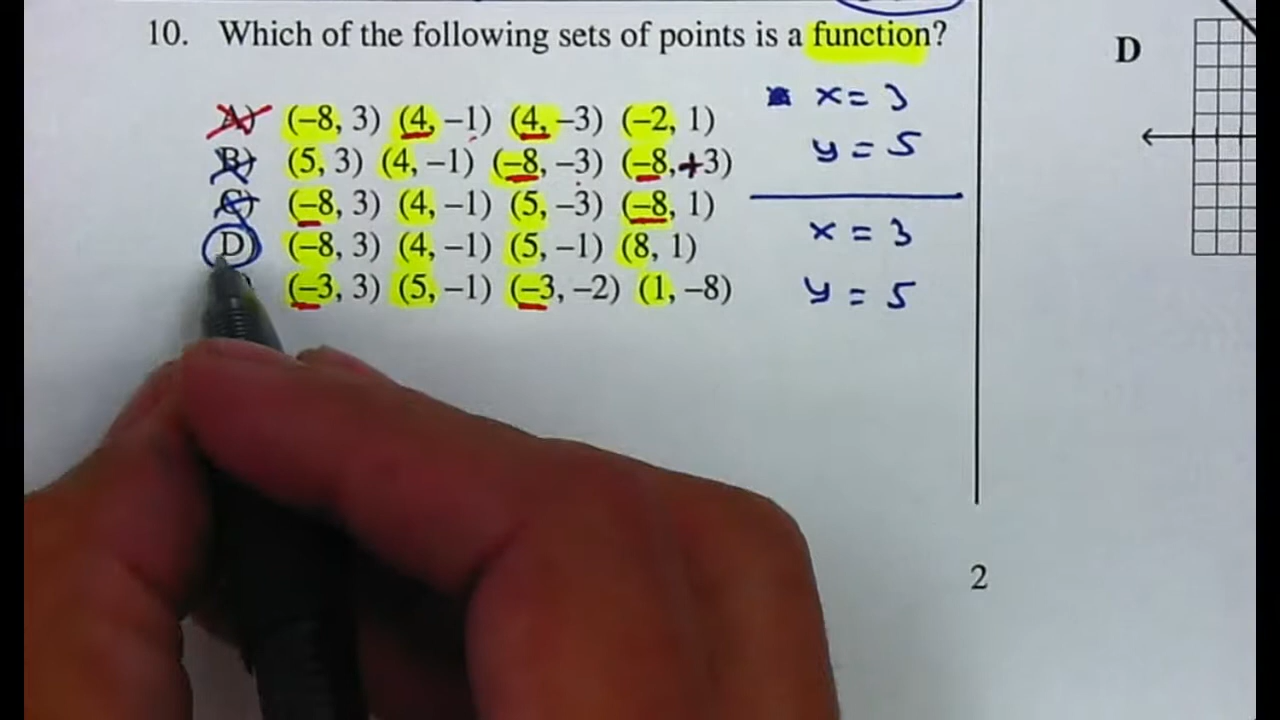 10. Which of the following sets of points is a function?
A) (–8, 3) (4, –1) (4, –3) (–2, 1)
B) (5, 3) (4, –1) (–8, –3) (–8, +3)
C) (–8, 3) (4, –1) (5, –3) (–8, 1)
D (–8, 3) (4, –1) (5, –1) (8, 1)
(–3, 3) (5, –1) (–3, –2) (1, –8)
x = 3
y = 5
x = 3
y = 5
D
2